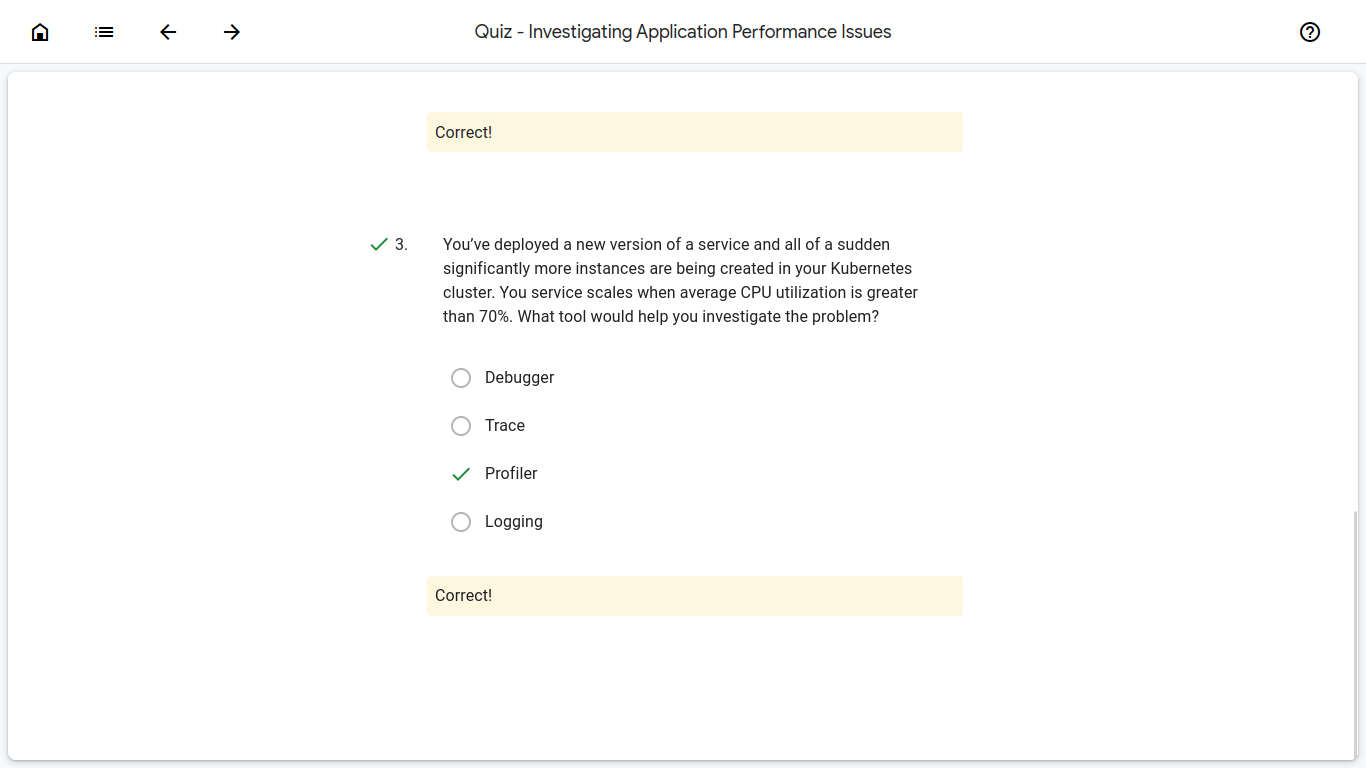 Quiz - Investigating Application Performance Issues
Correct!
3.
You’ve deployed a new version of a service and all of a sudden
significantly more instances are being created in your Kubernetes
cluster. You service scales when average CPU utilization is greater
than 70%. What tool would help you investigate the problem?
Debugger
Trace
Profiler
Logging
Correct!